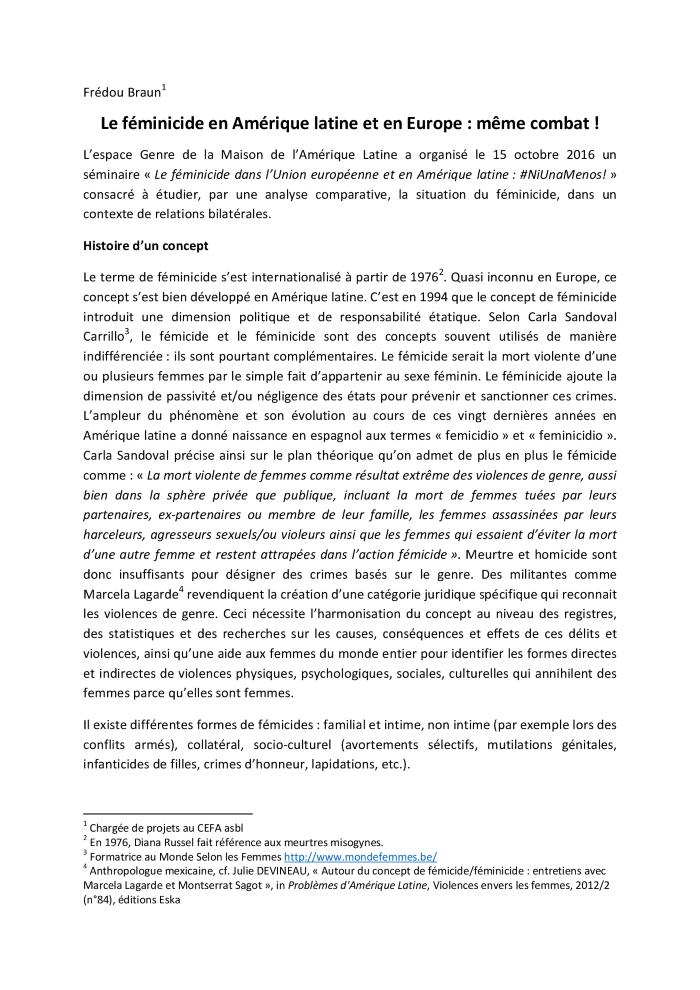 Frédou Braun1
Le féminicide en Amérique latine et en Europe : même combat !
L’espace Genre de la Maison de l’Amérique Latine a organisé le 15 octobre 2016 un
séminaire « Le féminicide dans l’Union européenne et en Amérique latine : #NiUnaMenos! »
consacré à étudier, par une analyse comparative, la situation du féminicide, dans un
contexte de relations bilatérales.
Histoire d’un concept
Le terme de féminicide s’est internationalisé à partir de 19762. Quasi inconnu en Europe, ce
concept s’est bien développé en Amérique latine. C’est en 1994 que le concept de féminicide
introduit une dimension politique et de responsabilité étatique. Selon Carla Sandoval
Carrillo3, le fémicide et le féminicide sont des concepts souvent utilisés de manière
indifférenciée : ils sont pourtant complémentaires. Le fémicide serait la mort violente d’une
ou plusieurs femmes par le simple fait d’appartenir au sexe féminin. Le féminicide ajoute la
dimension de passivité et/ou négligence des états pour prévenir et sanctionner ces crimes.
L’ampleur du phénomène et son évolution au cours de ces vingt dernières années en
Amérique latine a donné naissance en espagnol aux termes « femicidio » et « feminicidio ».
Carla Sandoval précise ainsi sur le plan théorique qu’on admet de plus en plus le fémicide
comme : « La mort violente de femmes comme résultat extrême des violences de genre, aussi
bien dans la sphère privée que publique, incluant la mort de femmes tuées par leurs
partenaires, ex-partenaires ou membre de leur famille, les femmes assassinées par leurs
harceleurs, agresseurs sexuels/ou violeurs ainsi que les femmes qui essaient d’éviter la mort
d’une autre femme et restent attrapées dans l’action fémicide ». Meurtre et homicide sont
donc insuffisants pour désigner des crimes basés sur le genre. Des militantes comme
Marcela Lagarde4 revendiquent la création d’une catégorie juridique spécifique qui reconnait
les violences de genre. Ceci nécessite l’harmonisation du concept au niveau des registres,
des statistiques et des recherches sur les causes, conséquences et effets de ces délits et
violences, ainsi qu’une aide aux femmes du monde entier pour identifier les formes directes
et indirectes de violences physiques, psychologiques, sociales, culturelles qui annihilent des
femmes parce qu’elles sont femmes.
Il existe différentes formes de fémicides : familial et intime, non intime (par exemple lors des
conflits armés), collatéral, socio-culturel (avortements sélectifs, mutilations génitales,
infanticides de filles, crimes d’honneur, lapidations, etc.).
1 Chargée de projets au CEFA asbl
2 En 1976, Diana Russel fait référence aux meurtres misogynes.
3 Formatrice au Monde Selon les Femmes http://www.mondefemmes.be/
4 Anthropologue mexicaine, cf. Julie DEVINEAU, « Autour du concept de fémicide/féminicide : entretiens avec
Marcela Lagarde et Montserrat Sagot », in Problèmes d'Amérique Latine, Violences envers les femmes, 2012/2
(n°84), éditions Eska